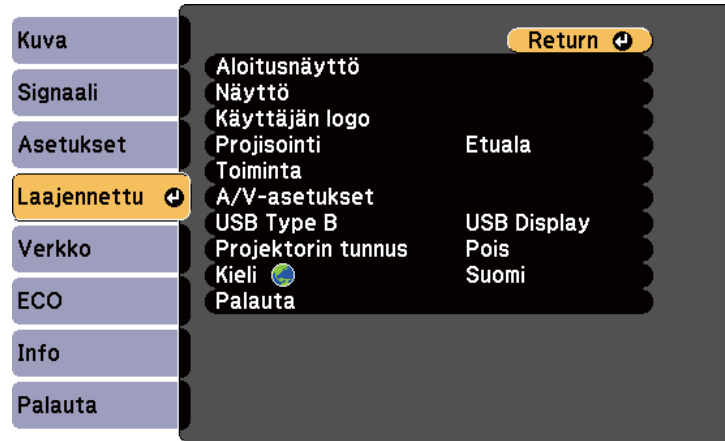 Kuva
Signaali
Asetukset
Laajennettu
Verkko
ECO
Info
Palauta
Return
Aloitusnäyttö
Näyttö
Käyttäjän logo
Projisointi Etuala
Toiminta
A/V-asetukset
USB Type B USB Display
Projektorin tunnus Pois
Kieli Suomi
Palauta